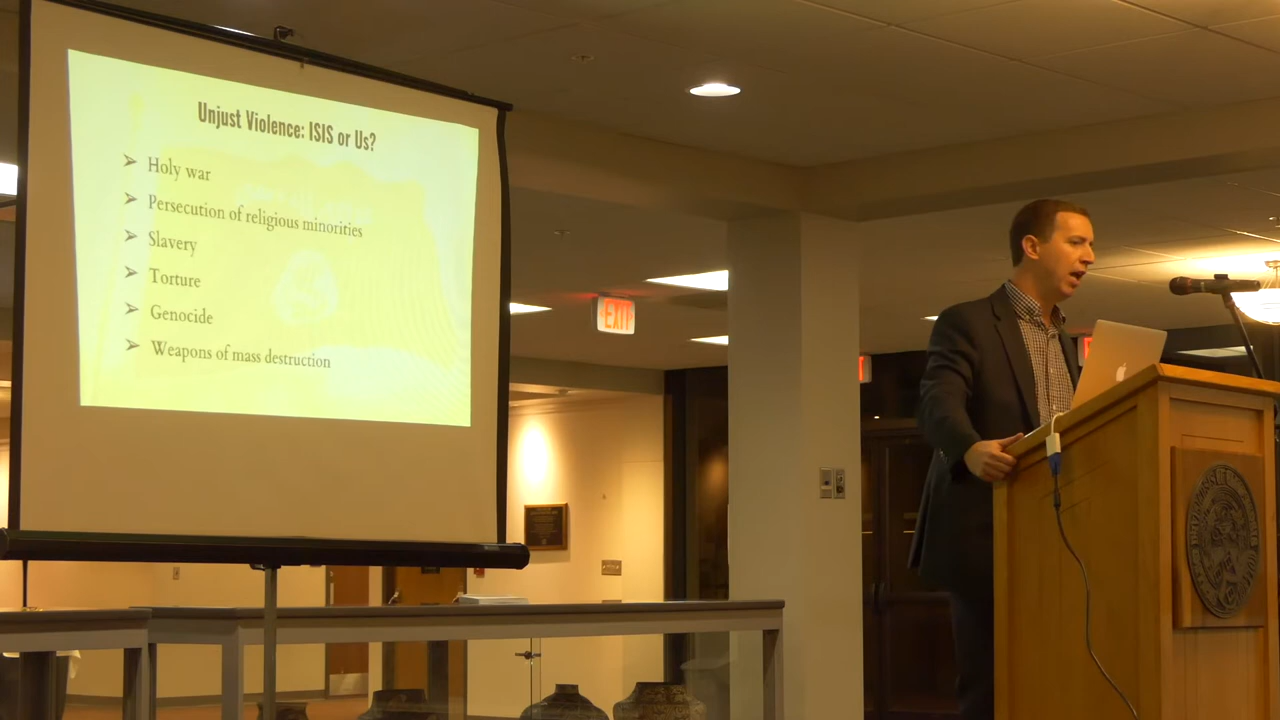 Unjust Violence: ISIS or Us?
➢ Holy war
➢ Persecution of religious minorities
➢ Slavery
➢ Torture
➢ Genocide
➢ Weapons of mass destruction
EXIT